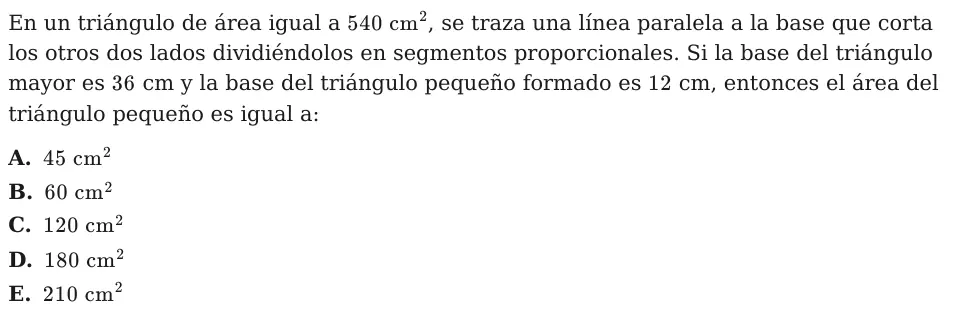 En un triángulo de área igual a 540 cm², se traza una línea paralela a la base que corta
los otros dos lados dividiéndolos en segmentos proporcionales. Si la base del triángulo
mayor es 36 cm y la base del triángulo pequeño formado es 12 cm, entonces el área del
triángulo pequeño es igual a:
A. 45 cm²
B. 60 cm²
C. 120 cm²
D. 180 cm²
E. 210 cm²